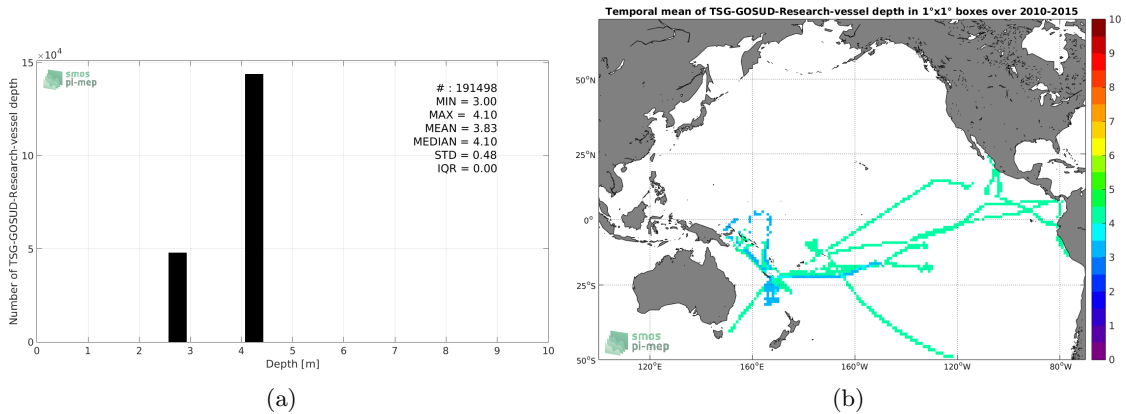 ×10⁴
15
10
5
0
Number of TSG-GOSUD-Research-vessel depth
smos
pi-mep
# : 191498
MIN = 3.00
MAX = 4.10
MEAN = 3.83
MEDIAN = 4.10
STD = 0.48
IQR = 0.00
0 1 2 3 4 5 6 7 8 9 10
Depth [m]
(a)
Temporal mean of TSG-GOSUD-Research-vessel depth in 1°x1° boxes over 2010-2015
50°N
25°N
0°
25°S
50°S
120°E 160°E 160°W 120°W 80°W
smos
pi-mep
10
9
8
7
6
5
4
3
2
1
0
(b)